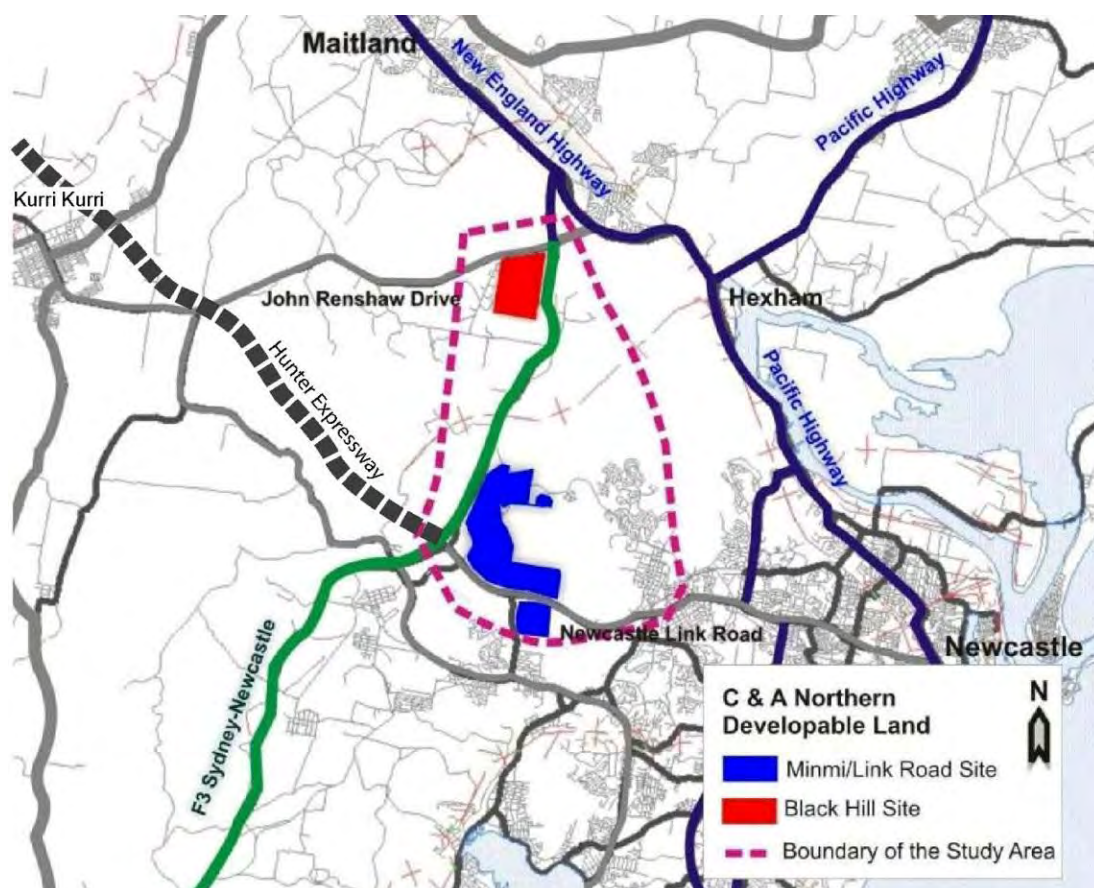 Maitland
New England Highway
Pacific Highway
Kurri Kurri
John Renshaw Drive
Hexham
Hunter Expressway
Pacific Highway
F3 Sydney-Newcastle
Newcastle Link Road
Newcastle
C & A Northern
Developable Land
N
Minmi/Link Road Site
Black Hill Site
Boundary of the Study Area